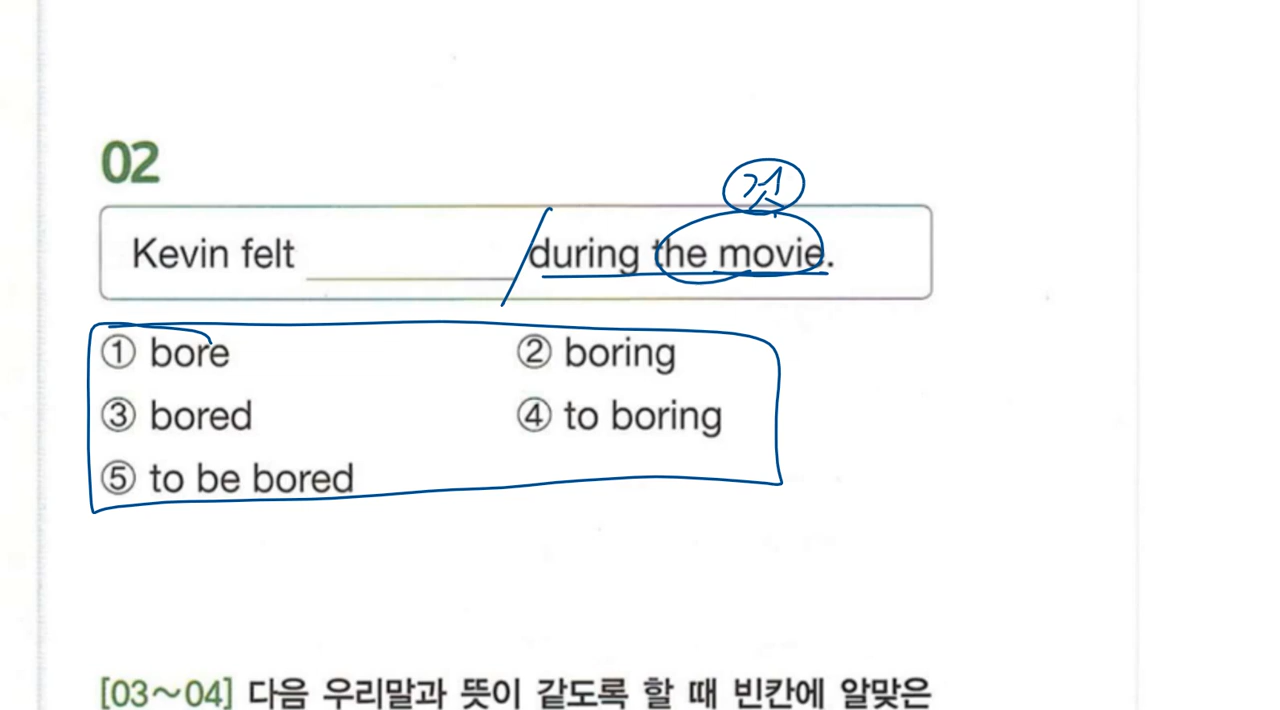 02
전
Kevin felt __________ during the movie.
① bore ② boring
③ bored ④ to boring
⑤ to be bored
[03~04] 다음 우리말과 뜻이 같도록 할 때 빈칸에 알맞은